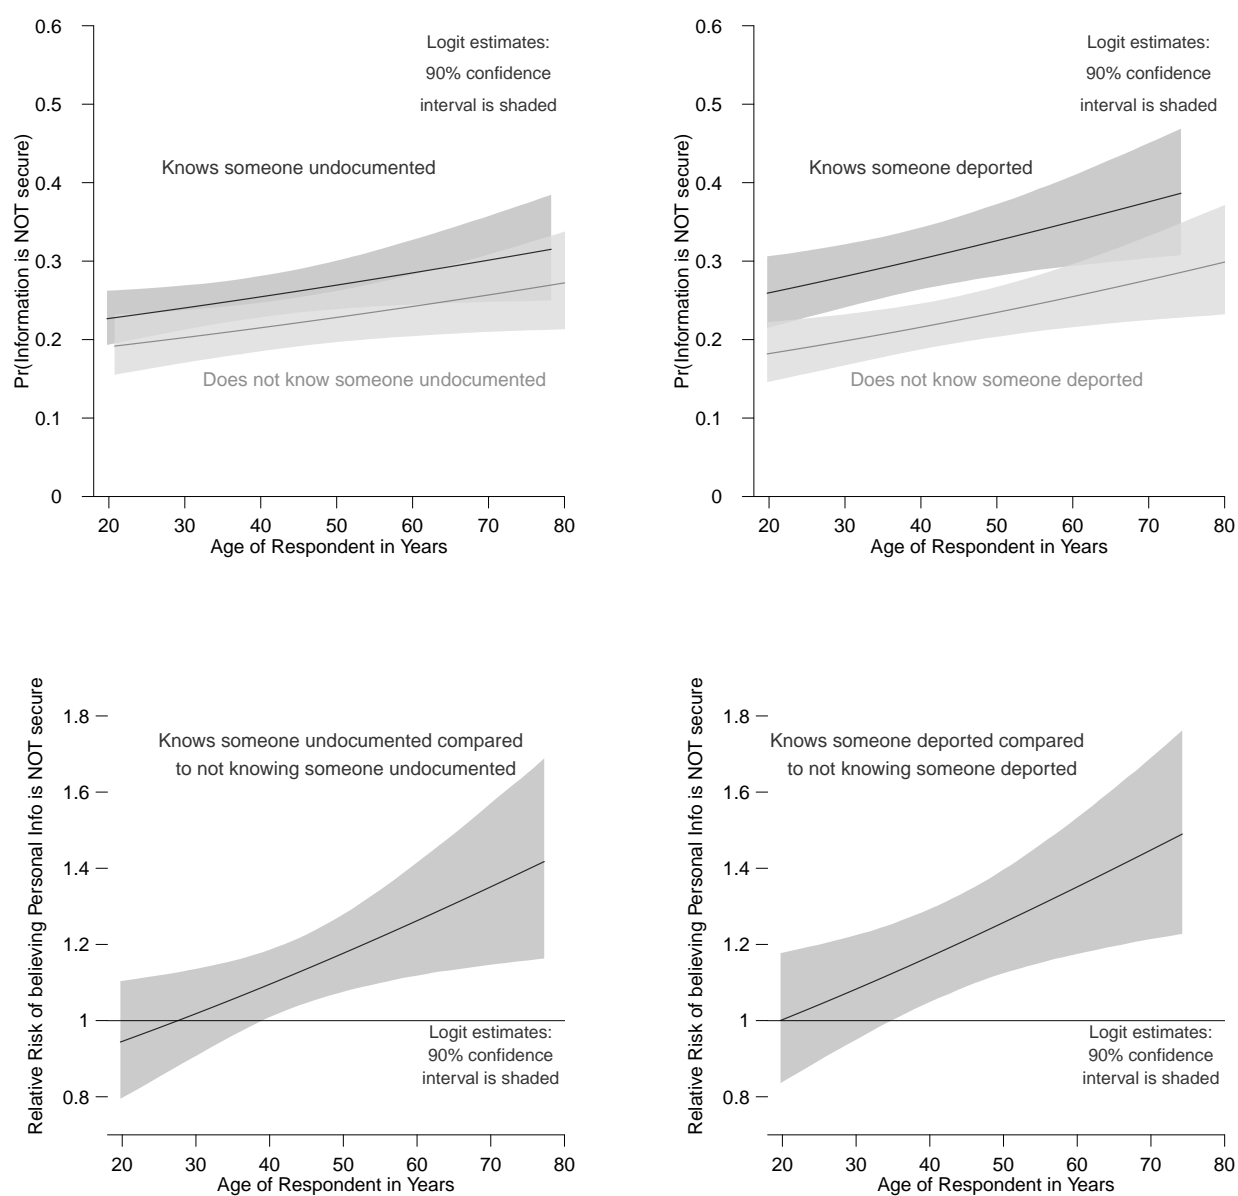 0.6
0.5
0.4
0.3
0.2
0.1
0
Pr(Information is NOT secure)
Logit estimates:
90% confidence
interval is shaded
Knows someone undocumented
Does not know someone undocumented
20 30 40 50 60 70 80
Age of Respondent in Years
0.6
0.5
0.4
0.3
0.2
0.1
0
Pr(Information is NOT secure)
Logit estimates:
90% confidence
interval is shaded
Knows someone deported
Does not know someone deported
20 30 40 50 60 70 80
Age of Respondent in Years
1.8
1.6
1.4
1.2
1
0.8
Relative Risk of believing Personal Info is NOT secure
Knows someone undocumented compared
to not knowing someone undocumented
Logit estimates:
90% confidence
interval is shaded
20 30 40 50 60 70 80
Age of Respondent in Years
1.8
1.6
1.4
1.2
1
0.8
Relative Risk of believing Personal Info is NOT secure
Knows someone deported compared
to not knowing someone deported
Logit estimates:
90% confidence
interval is shaded
20 30 40 50 60 70 80
Age of Respondent in Years